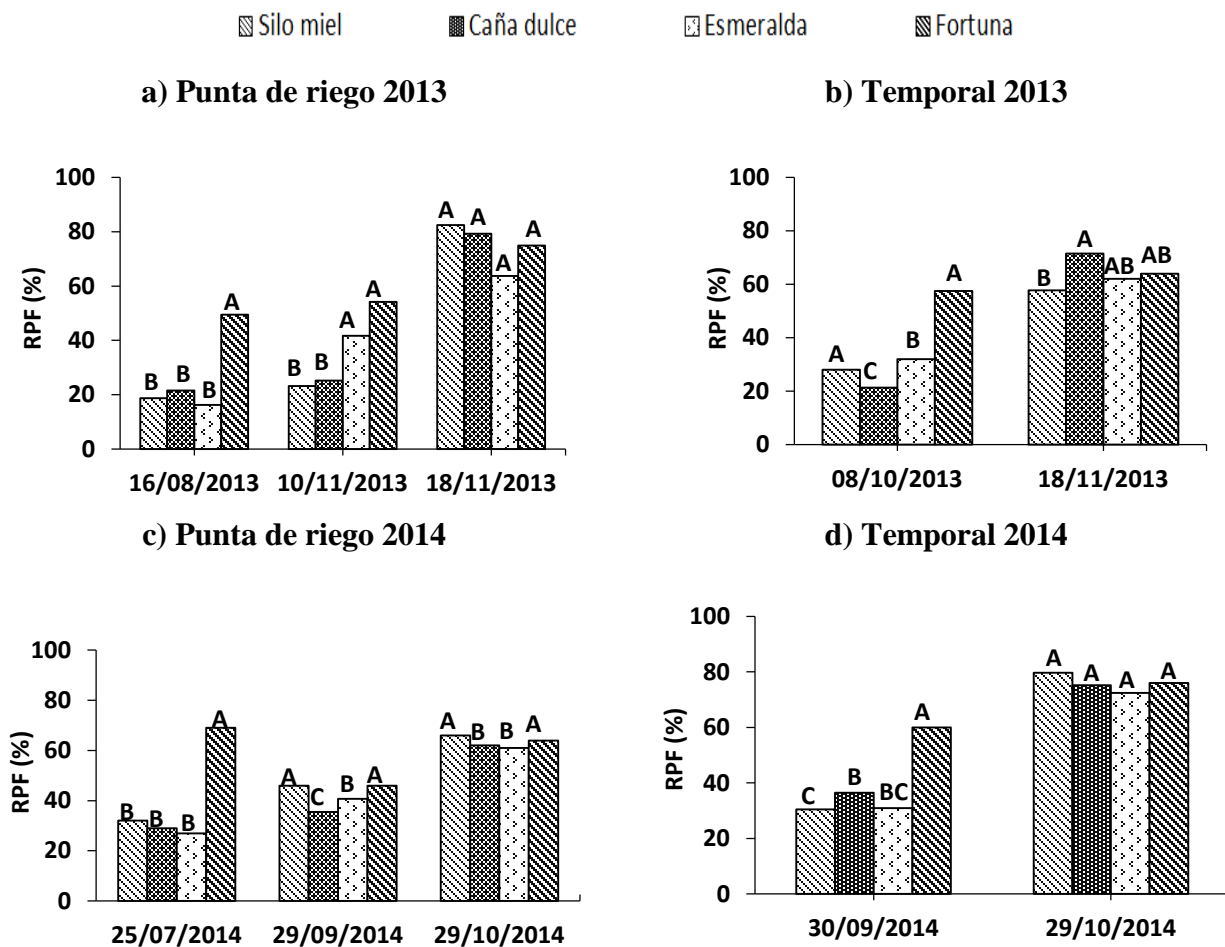 Silo miel Caña dulce Esmeralda Fortuna
a) Punta de riego 2013
b) Temporal 2013
RPF (%)
100
80
60
40
20
0
B B B A
B B A A
A A A A
16/08/2013 10/11/2013 18/11/2013
RPF (%)
100
80
60
40
20
0
A C B A
B A AB AB
08/10/2013 18/11/2013
c) Punta de riego 2014
d) Temporal 2014
RPF (%)
100
80
60
40
20
0
B B B A
A C B A
A B B A
25/07/2014 29/09/2014 29/10/2014
RPF (%)
100
80
60
40
20
0
C B BC A
A A A A
30/09/2014 29/10/2014